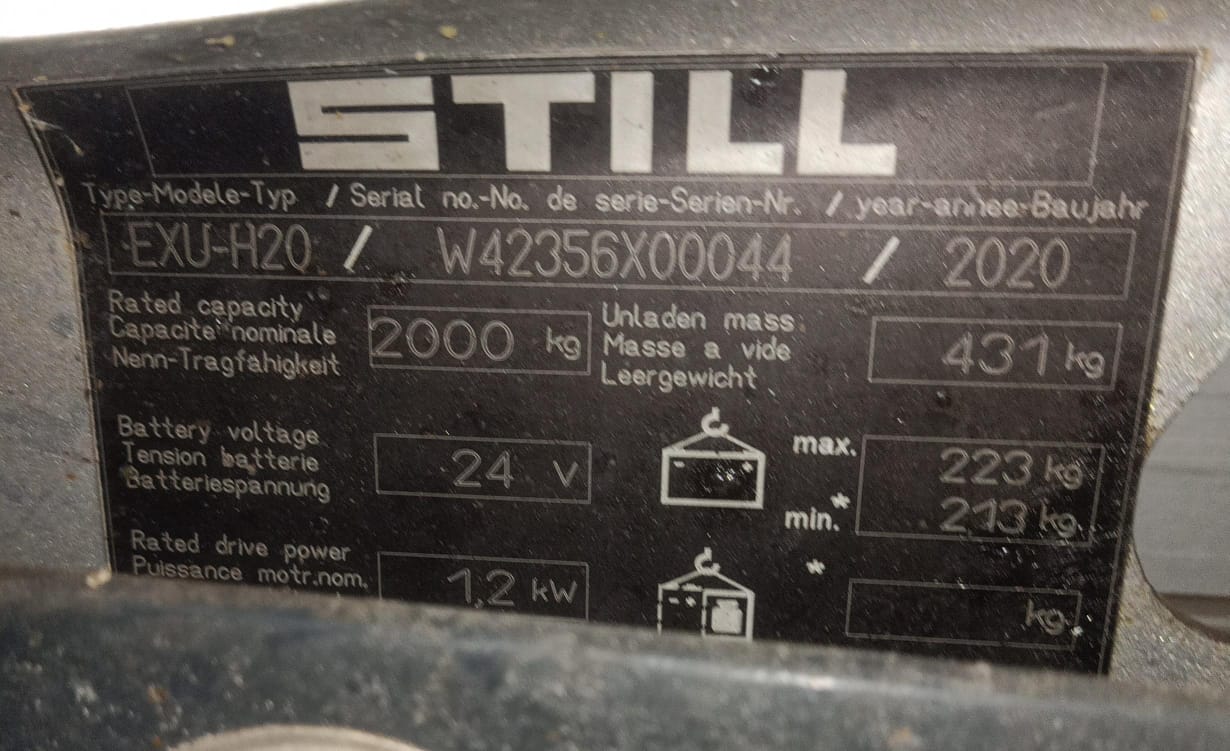 STILL
Type-Modele-Typ / Serial no.-No. de serie-Serien-Nr. / year-annee-Baujahr
EXU-H20 / W42356X00044 / 2020
Rated capacity
Capacite nominale
Nenn-Tragfähigkeit
2000 kg
Unladen mass
Masse a vide
Leergewicht
431 kg
Battery voltage
Tension batterie
Batteriespannung
24 V
- +
max. 223 kg
min.* 213 kg
Rated drive power
Puissance motr.nom.
1,2 kW
- +
* kg